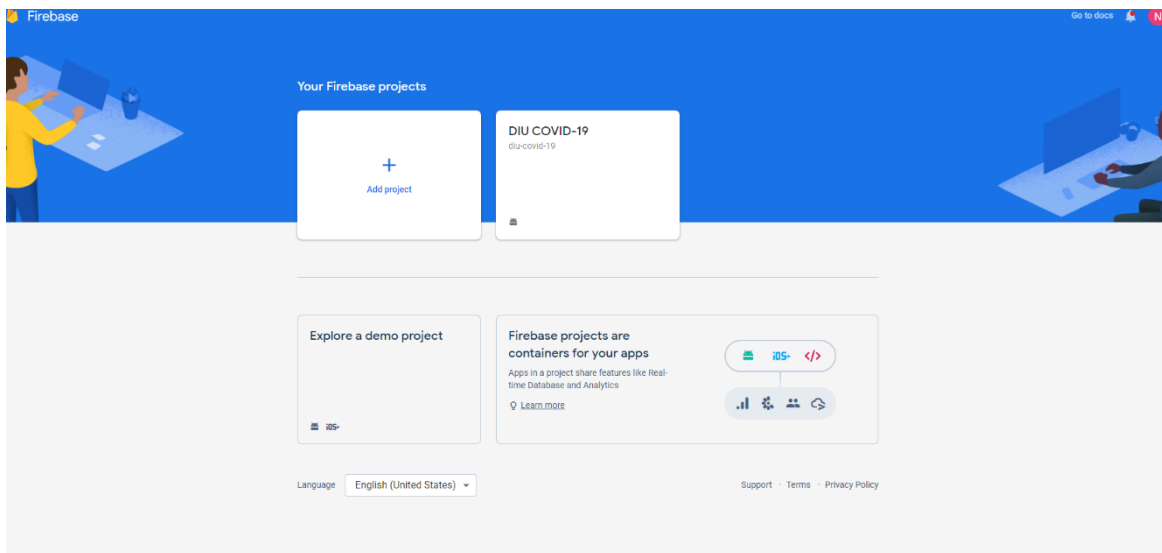 Firebase
Go to docs
N
Your Firebase projects
+
Add project
DIU COVID-19
diu-covid-19
Explore a demo project
iOS+
Firebase projects are
containers for your apps
Apps in a project share features like Real-
time Database and Analytics
Learn more
iOS+ </>
Language English (United States)
Support · Terms · Privacy Policy